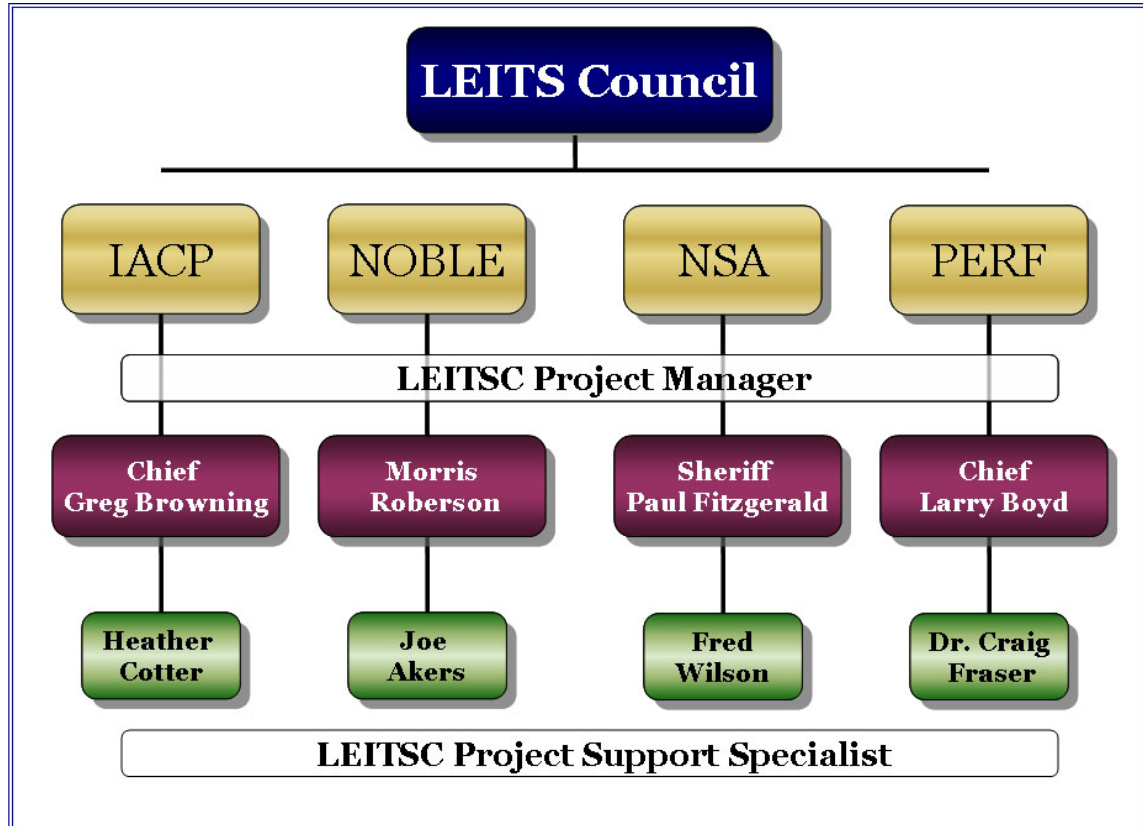 LEITS Council
IACP
NOBLE
NSA
PERF
LEITSC Project Manager
Chief
Greg Browning
Morris
Roberson
Sheriff
Paul Fitzgerald
Chief
Larry Boyd
Heather
Cotter
Joe
Akers
Fred
Wilson
Dr. Craig
Fraser
LEITSC Project Support Specialist